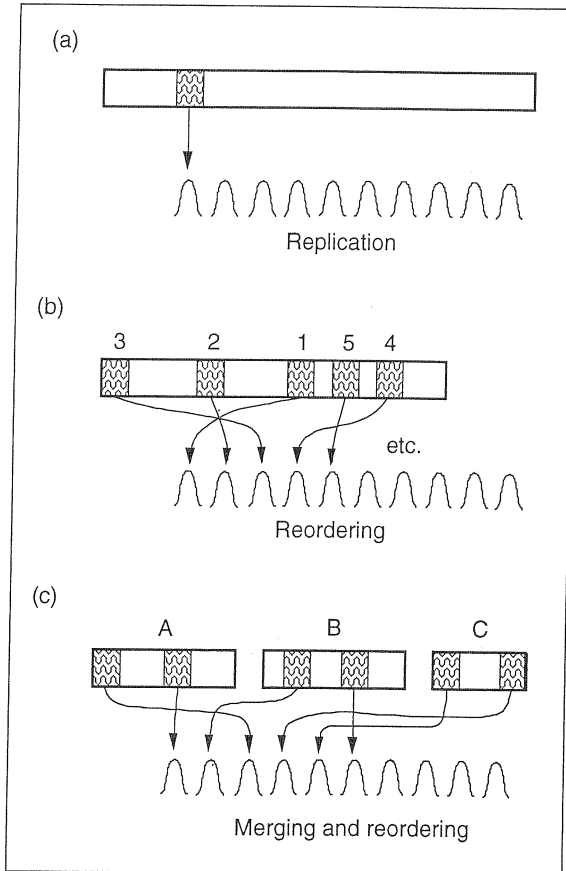 (a)
Replication
(b)
3 2 1 5 4
etc.
Reordering
(c)
A B C
Merging and reordering